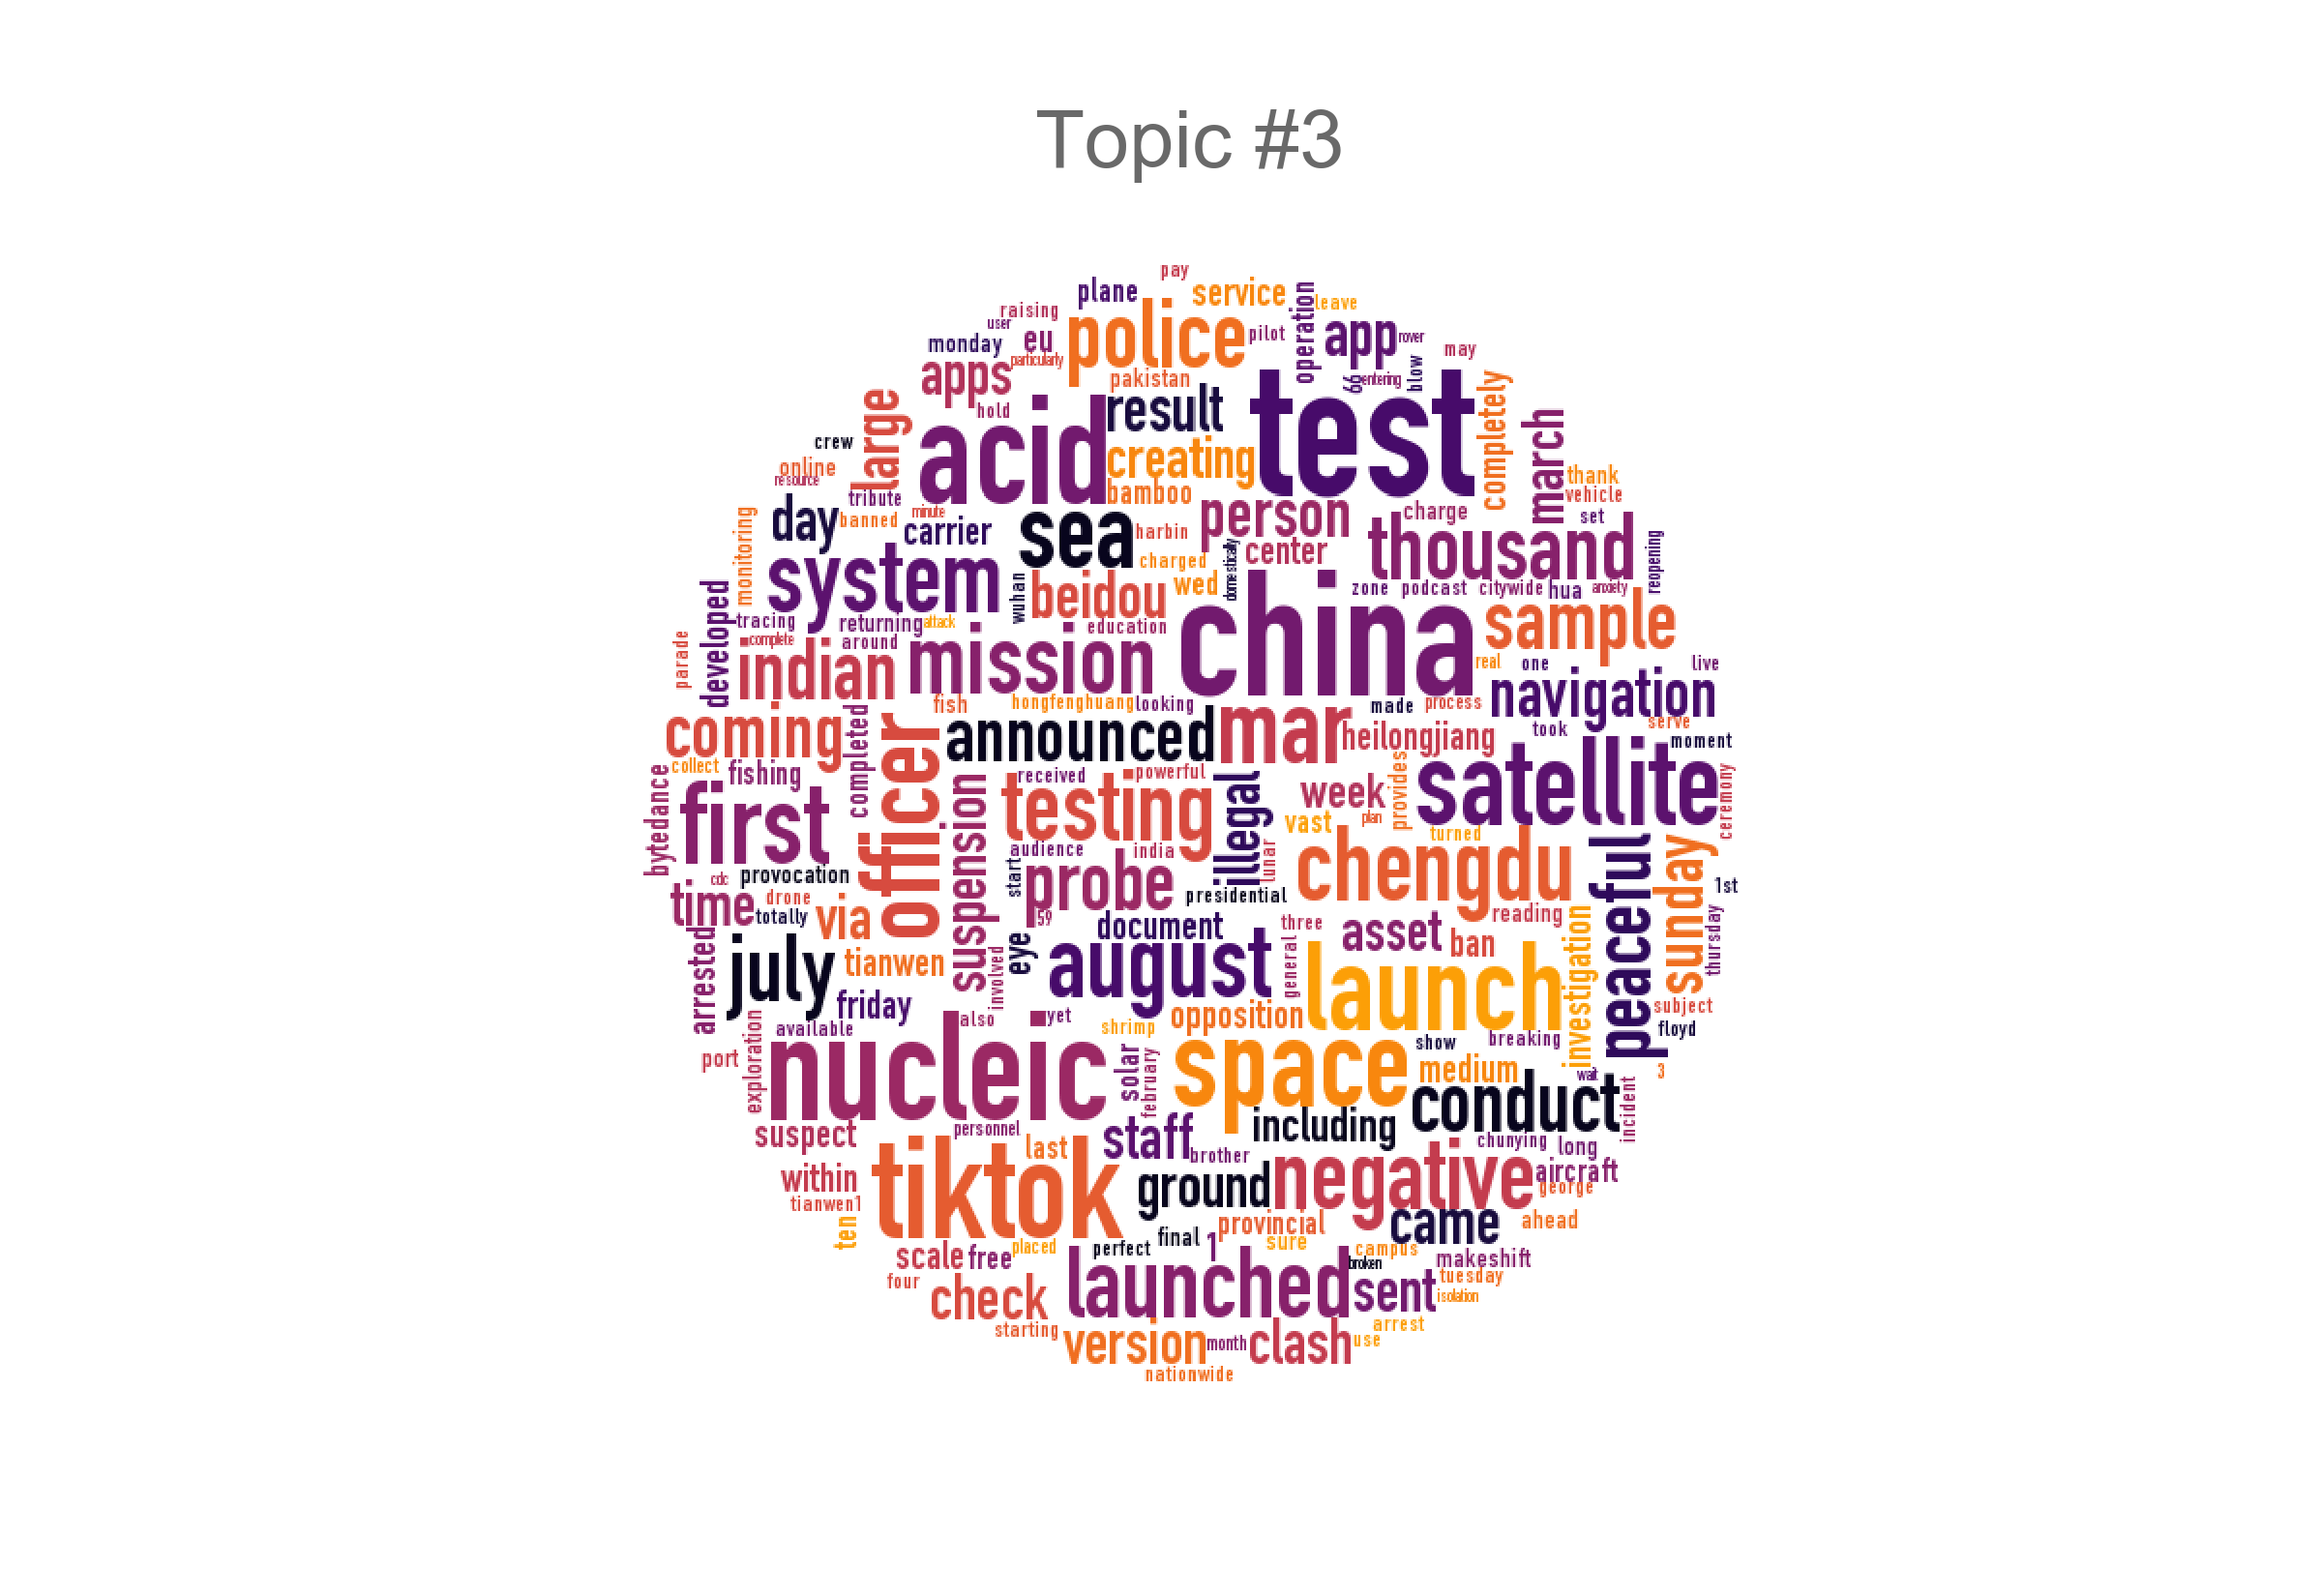 Topic #3
pay
plane
service
leave
raising
user
police
pilot
operation
app
rover
monday
eu
particularly
may
apps
pakistan
66
entering
blow
hold
large
acid
result
test
completely
march
crew
creating
online
resource
bamboo
thank
vehicle
tribute
minute
day
banned
carrier
sea
harbin
person
charge
set
center
thousand
monitoring
system
charged
domestically
reopening
wuhan
beidou
wed
china
zone
podcast
citywide
hua
anxiety
developed
tracing
returning
attack
education
sample
parade
complete
around
indian
mission
real
one
live
navigation
fish
hongfenghuang
looking
made
process
coming
completed
officer
announced
mar
heilongjiang
took
serve
moment
collect
fishing
received
powerful
satellite
bytedance
first
suspension
testing
illegal
week
provides
plan
ceremony
vast
turned
audience
india
lunar
chengdu
peaceful
sunday
cdc
provocation
start
probe
presidential
1st
time
drone
totally
via
59
document
three
asset
ban
reading
thursday
arrested
july
tianwen
eye
involved
august
general
launch
investigation
friday
opposition
subject
available
also
yet
shrimp
floyd
port
exploration
nucleic
solar
february
space
show
breaking
medium
wait
3
conduct
incident
suspect
personnel
staff
including
tiktok
last
brother
chunying
long
within
ground
negative
aircraft
george
tianwen1
ten
provincial
came
ahead
scale
free
placed
perfect
final
1
sure
campus
broken
makeshift
four
check
launched
sent
tuesday
isolation
starting
version
month
clash
use
arrest
nationwide